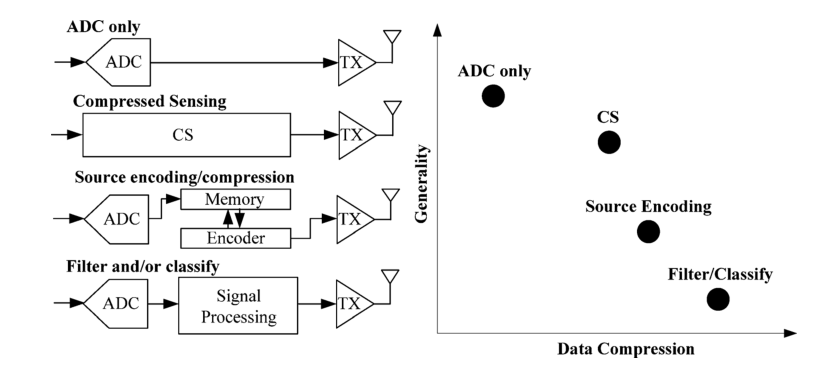 ADC only
ADC
TX
Compressed Sensing
CS
TX
Source encoding/compression
ADC
Memory
Encoder
TX
Filter and/or classify
ADC
Signal
Processing
TX
Generality
ADC only
CS
Source Encoding
Filter/Classify
Data Compression